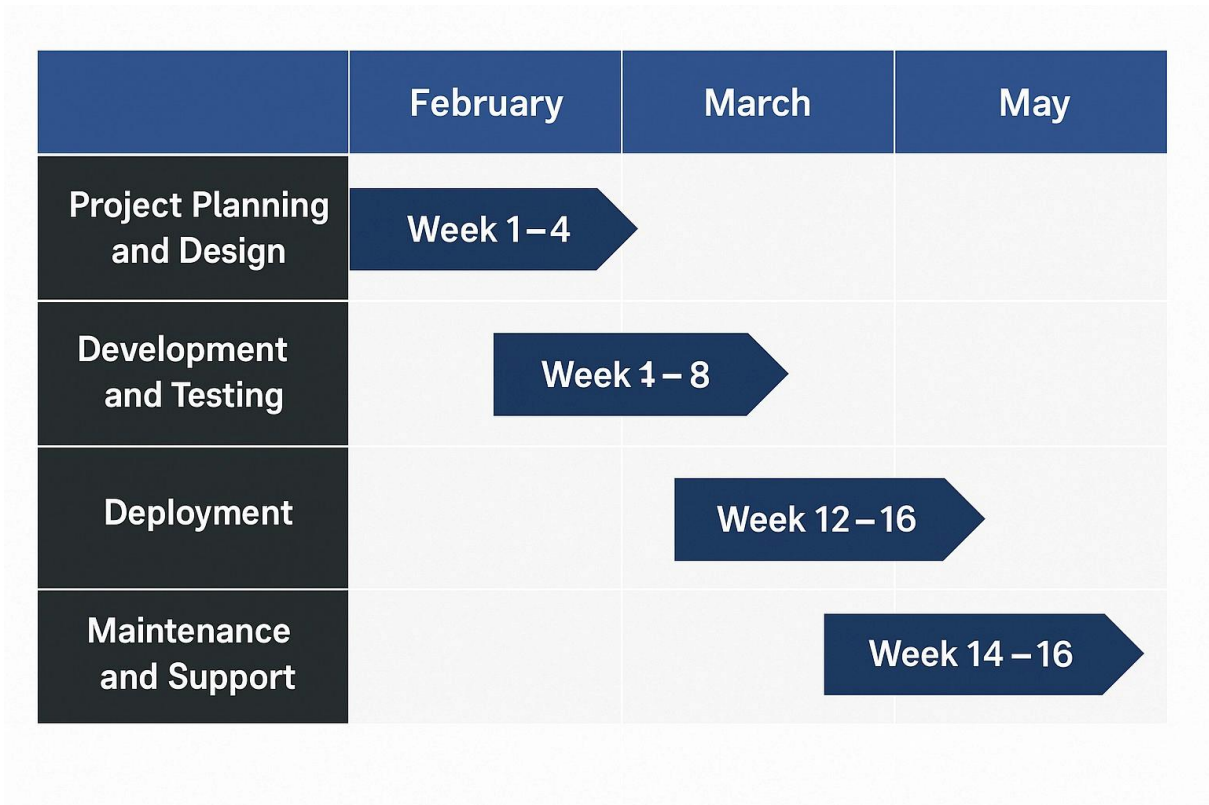 February March May
Project Planning
and Design
Week 1–4
Development
and Testing
Week – 8
Deployment
Week 12–16
Maintenance
and Support
Week 14–16